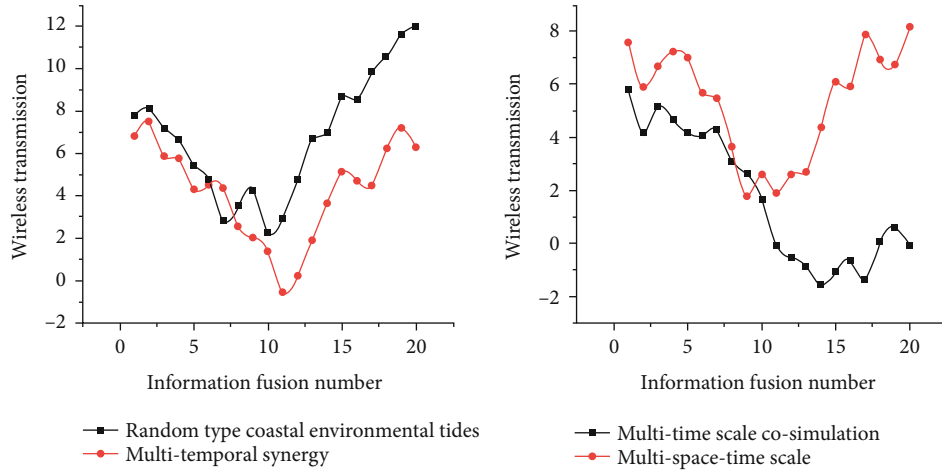 12
10
8
6
4
2
0
–2
Wireless transmission
0 5 10 15 20
Information fusion number
Random type coastal environmental tides
Multi-temporal synergy
8
6
4
2
0
–2
Wireless transmission
0 5 10 15 20
Information fusion number
Multi-time scale co-simulation
Multi-space-time scale